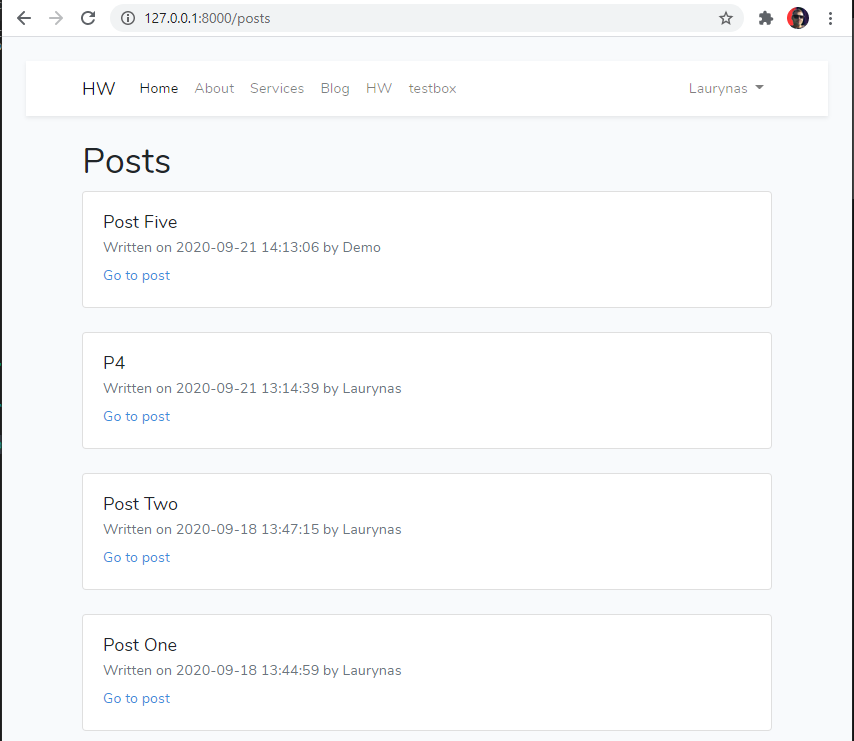 127.0.0.1:8000/posts
HW Home About Services Blog HW testbox Laurynas
Posts
Post Five
Written on 2020-09-21 14:13:06 by Demo
Go to post
P4
Written on 2020-09-21 13:14:39 by Laurynas
Go to post
Post Two
Written on 2020-09-18 13:47:15 by Laurynas
Go to post
Post One
Written on 2020-09-18 13:44:59 by Laurynas
Go to post